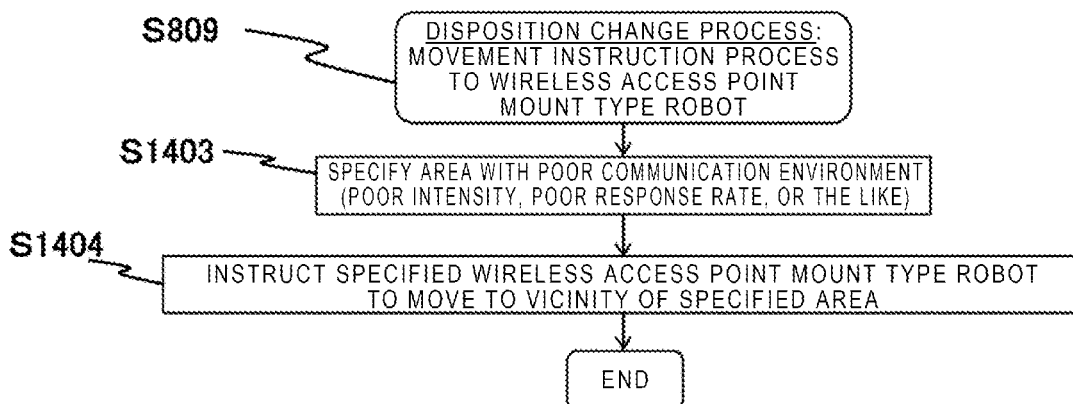 S809
DISPOSITION CHANGE PROCESS:
MOVEMENT INSTRUCTION PROCESS
TO WIRELESS ACCESS POINT
MOUNT TYPE ROBOT
S1403
SPECIFY AREA WITH POOR COMMUNICATION ENVIRONMENT
(POOR INTENSITY, POOR RESPONSE RATE, OR THE LIKE)
S1404
INSTRUCT SPECIFIED WIRELESS ACCESS POINT MOUNT TYPE ROBOT
TO MOVE TO VICINITY OF SPECIFIED AREA
END